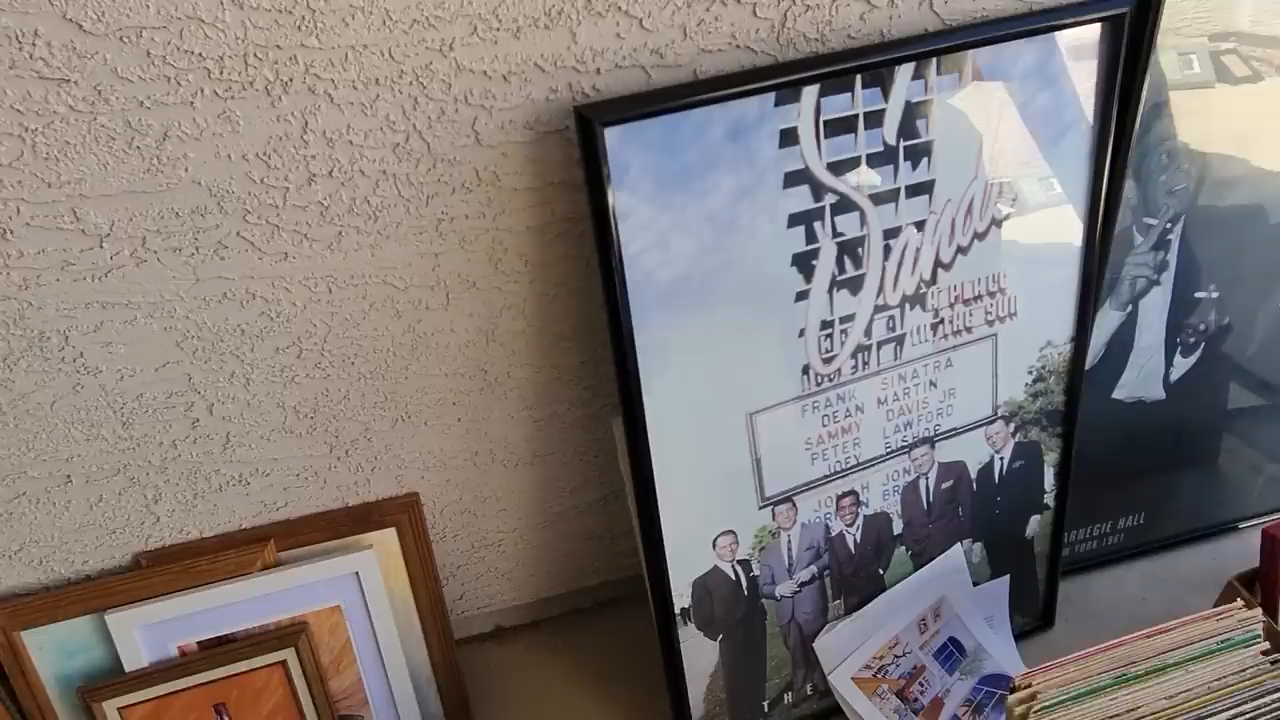 Sands
A PLACE
IN THE SUN
FRANK SINATRA
DEAN MARTIN
SAMMY DAVIS JR
PETER LAWFORD
JOEY BISHOP
THE
CARNEGIE HALL
NEW YORK 1961